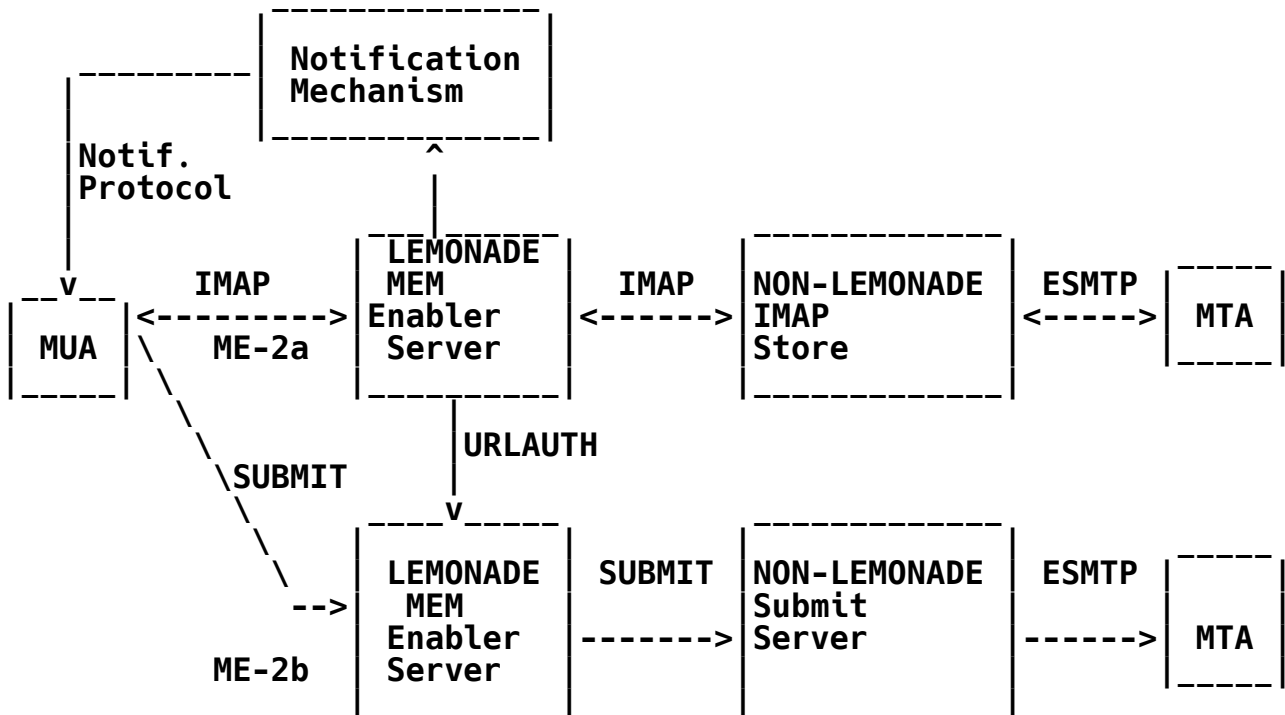 Notification
Mechanism
Notif.
Protocol
LEMONADE
IMAP MEM IMAP NON-LEMONADE ESMTP
<---------> Enabler <------> IMAP <-----> MTA
MUA ME-2a Server Store
URLAUTH
SUBMIT
LEMONADE SUBMIT NON-LEMONADE ESMTP
--> MEM Submit
Enabler -------> Server ------> MTA
ME-2b Server